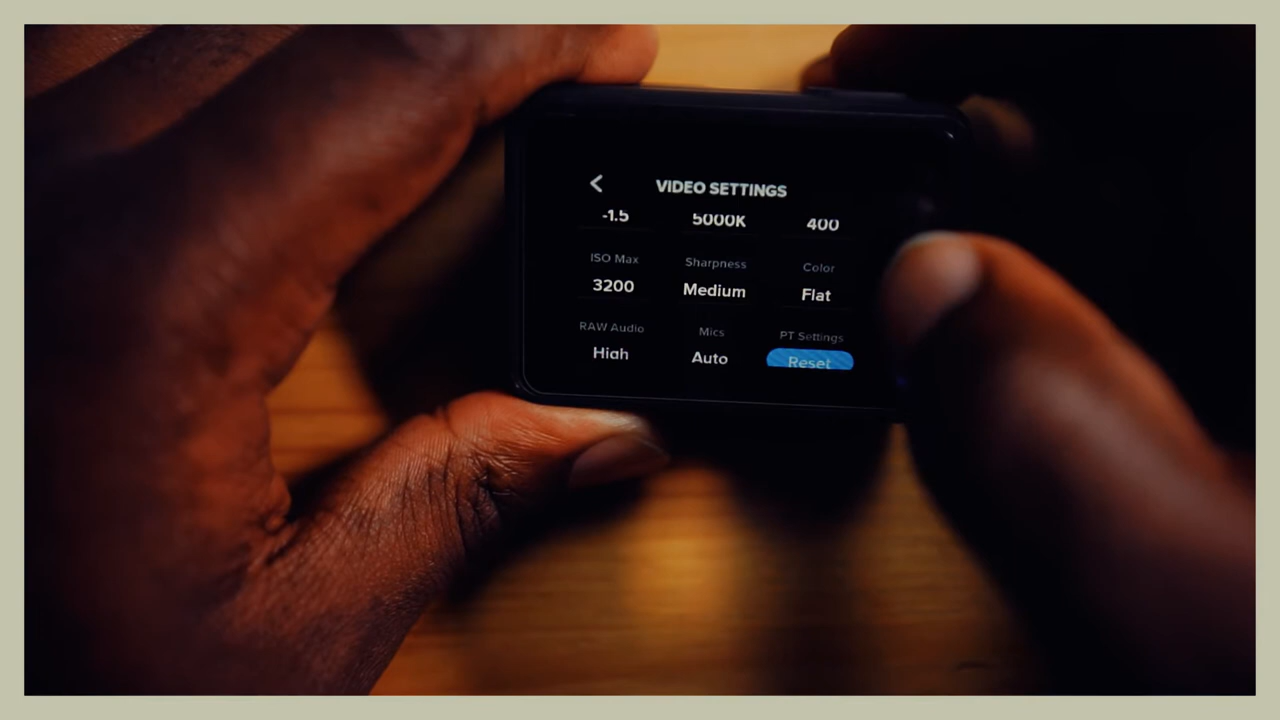 VIDEO SETTINGS
-1.5 5000K 400
ISO Max Sharpness Color
3200 Medium Flat
RAW Audio Mics PT Settings
High Auto Reset